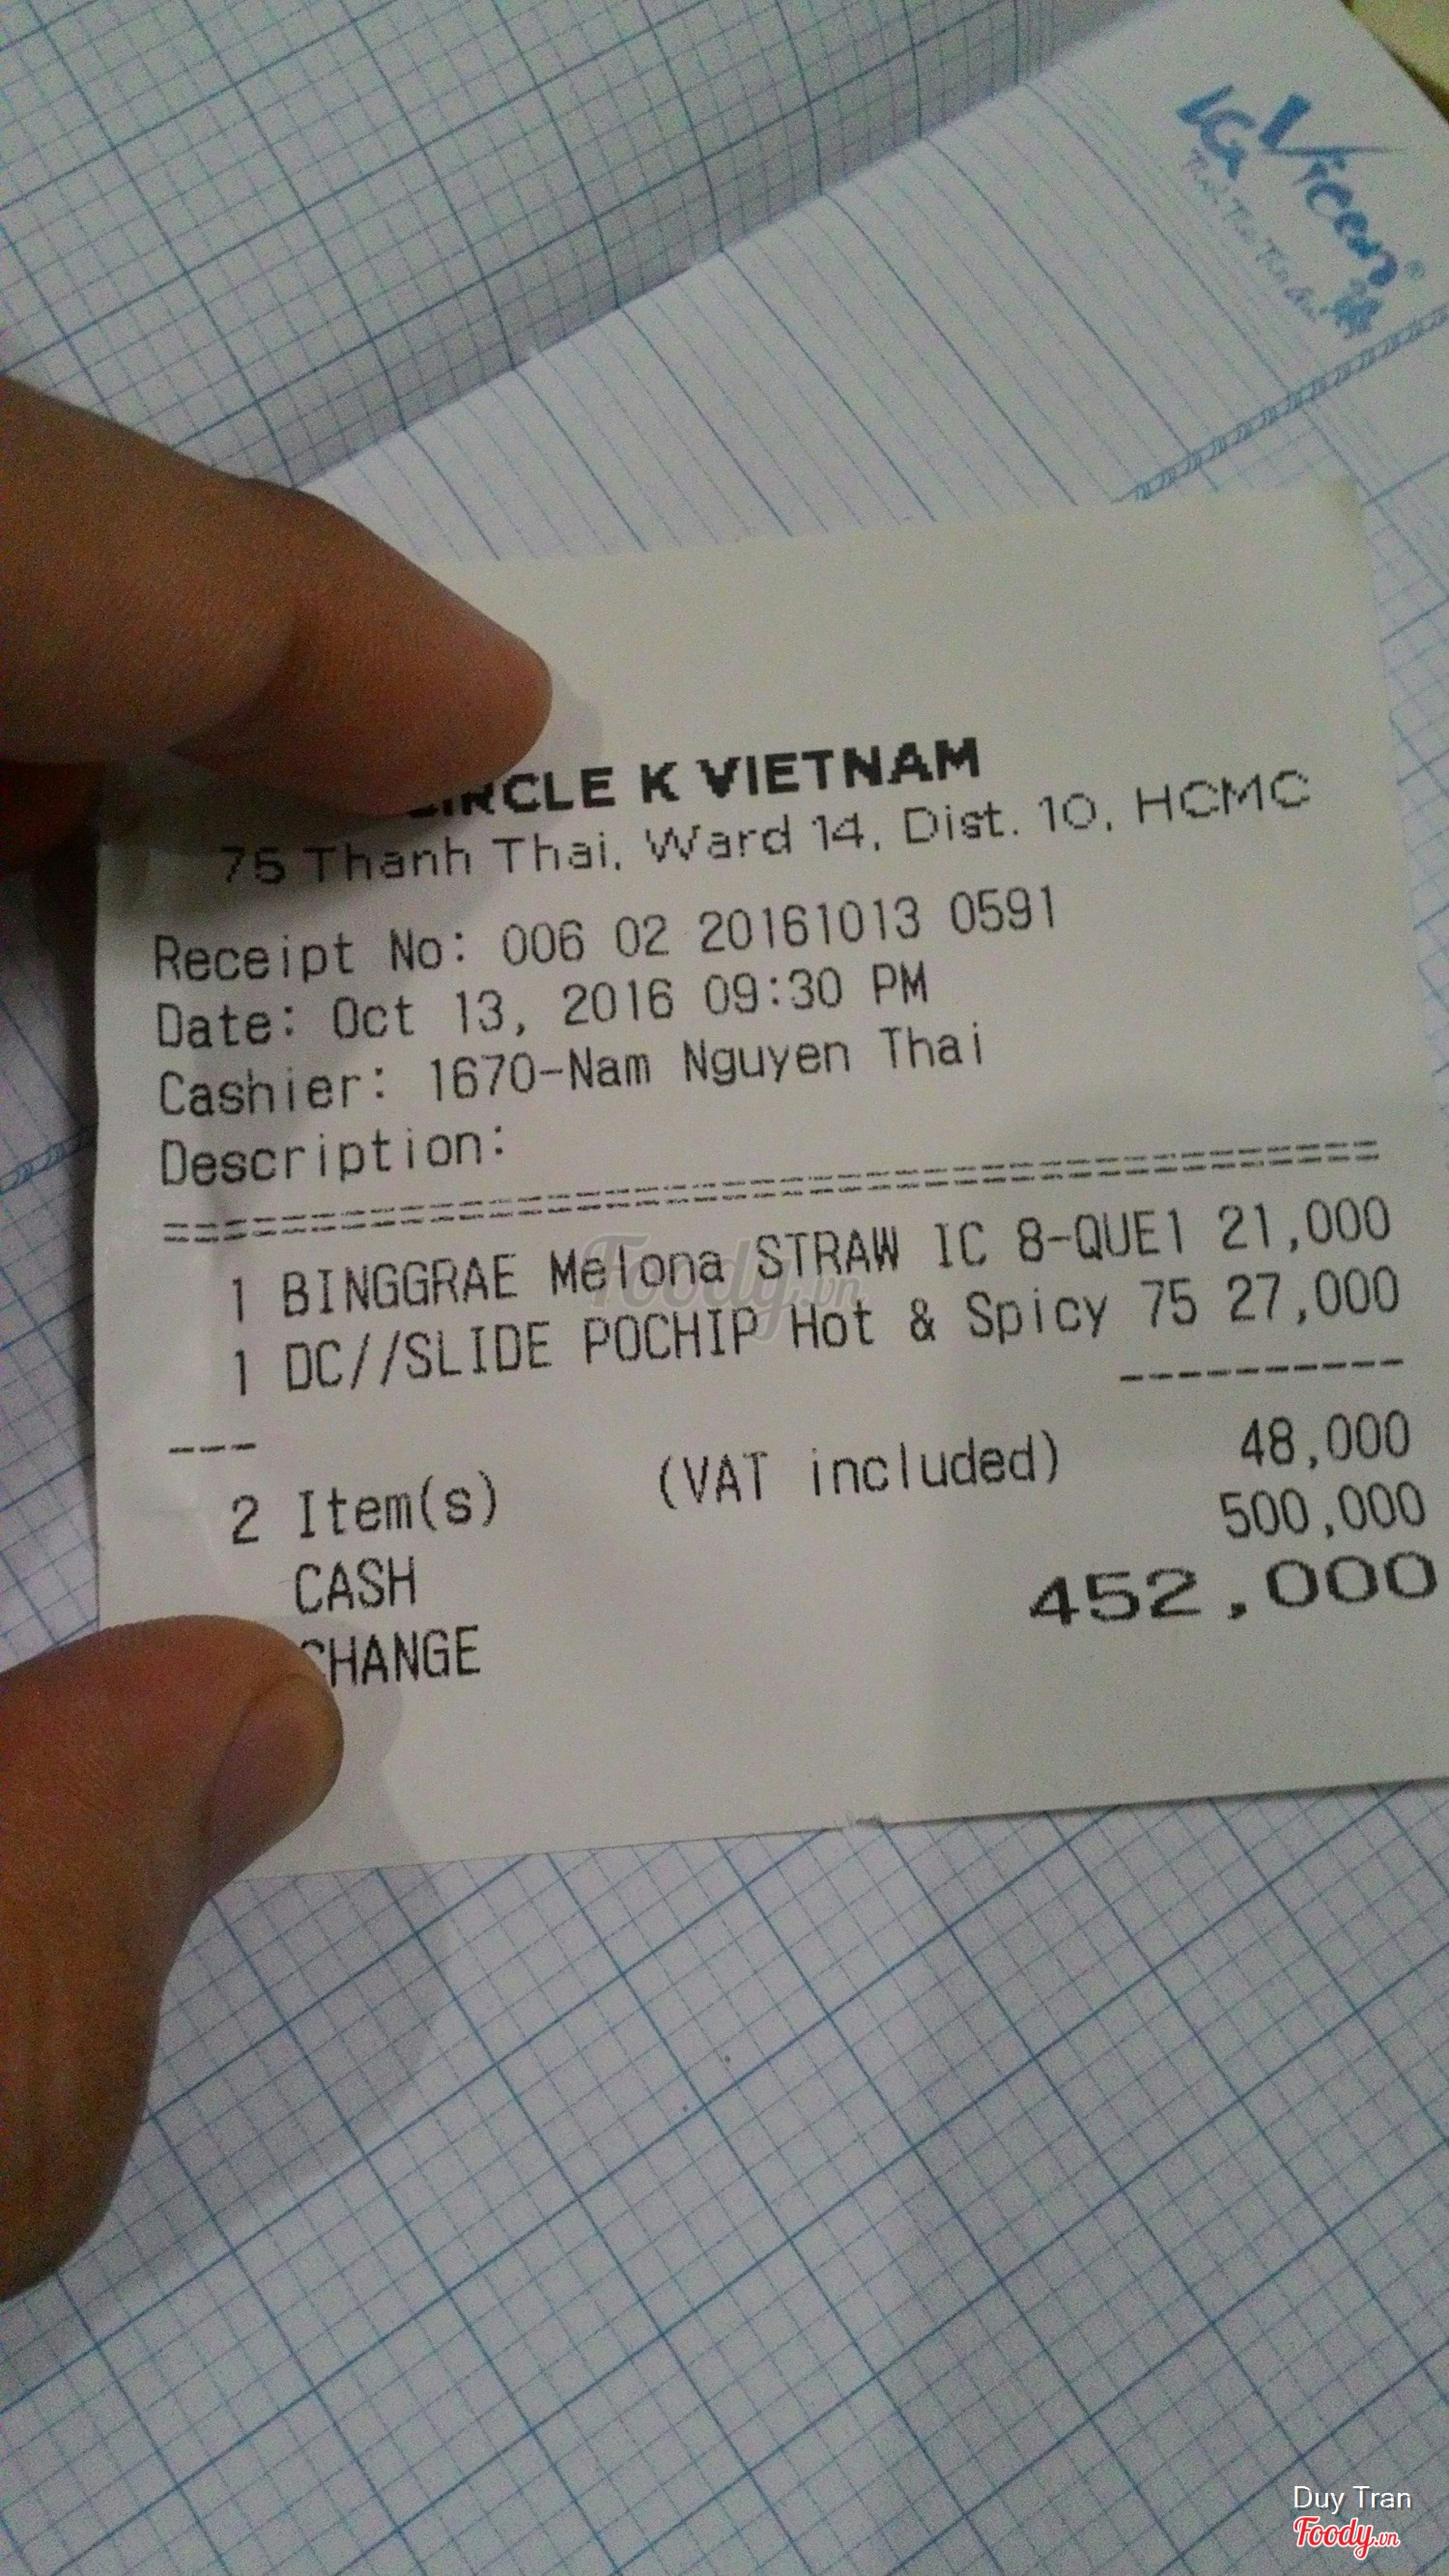 Vicen
CIRCLE K VIETNAM
75 Thanh Thai, Ward 14, Dist. 10, HCMC
Receipt No: 006 02 20161013 0591
Date: Oct 13, 2016 09:30 PM
Cashier: 1670-Nam Nguyen Thai
Description:
1 BINGGRAE Melona STRAW IC 8-QUE1 21,000
1 DC//SLIDE POCHIP Hot & Spicy 75 27,000
2 Item(s) (VAT included) 48,000
CASH 500,000
CHANGE 452,000
Foody.vn
Duy Tran
Foody.vn